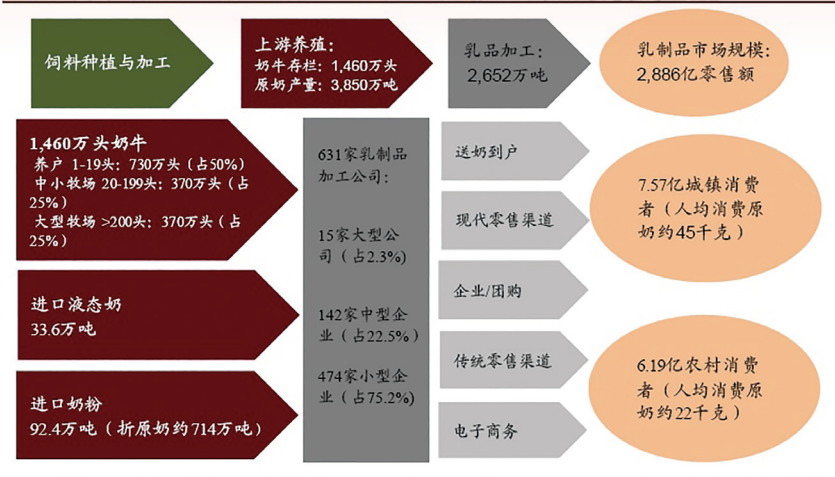 饲料种植与加工
上游养殖：
奶牛存栏：1,460万头
原奶产量：3,850万吨
乳品加工：
2,652万吨
乳制品市场规模：
2,886亿零售额
1,460万头奶牛
养户 1-19头：730万头（占50%）
中小牧场 20-199头：370万头（占
25%）
大型牧场 >200头：370万头（占
25%）
进口液态奶
33.6万吨
进口奶粉
92.4万吨（折原奶约714万吨）
631家乳制品
加工公司：
15家大型公
司（占2.3%)
142家中型企
业（占22.5%）
474家小型企
业（占75.2%)
送奶到户
现代零售渠道
企业/团购
传统零售渠道
电子商务
7.57亿城镇消费
者（人均消费原
奶约45千克）
6.19亿农村消费
者（人均消费原
奶约22千克）